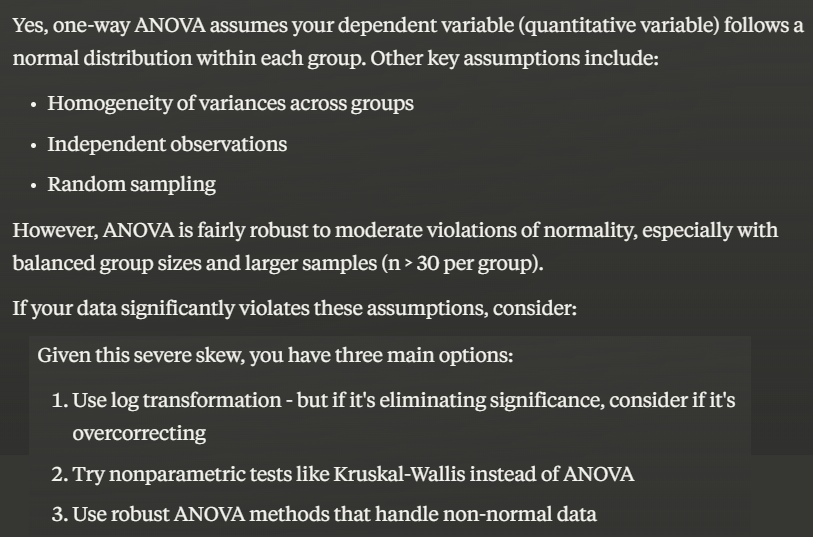 Yes, one-way ANOVA assumes your dependent variable (quantitative variable) follows a
normal distribution within each group. Other key assumptions include:
• Homogeneity of variances across groups
• Independent observations
• Random sampling
However, ANOVA is fairly robust to moderate violations of normality, especially with
balanced group sizes and larger samples (n > 30 per group).
If your data significantly violates these assumptions, consider:
Given this severe skew, you have three main options:
1. Use log transformation - but if it's eliminating significance, consider if it's
overcorrecting
2. Try nonparametric tests like Kruskal-Wallis instead of ANOVA
3. Use robust ANOVA methods that handle non-normal data